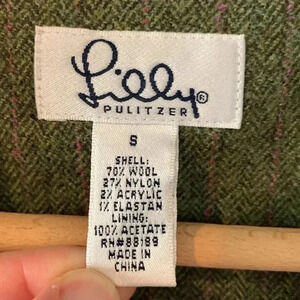 Lilly®
PULITZER
S
SHELL:
70% WOOL
27% NYLON
2% ACRYLIC
1% ELASTAN
LINING:
100% ACETATE
RN#88189
MADE IN
CHINA